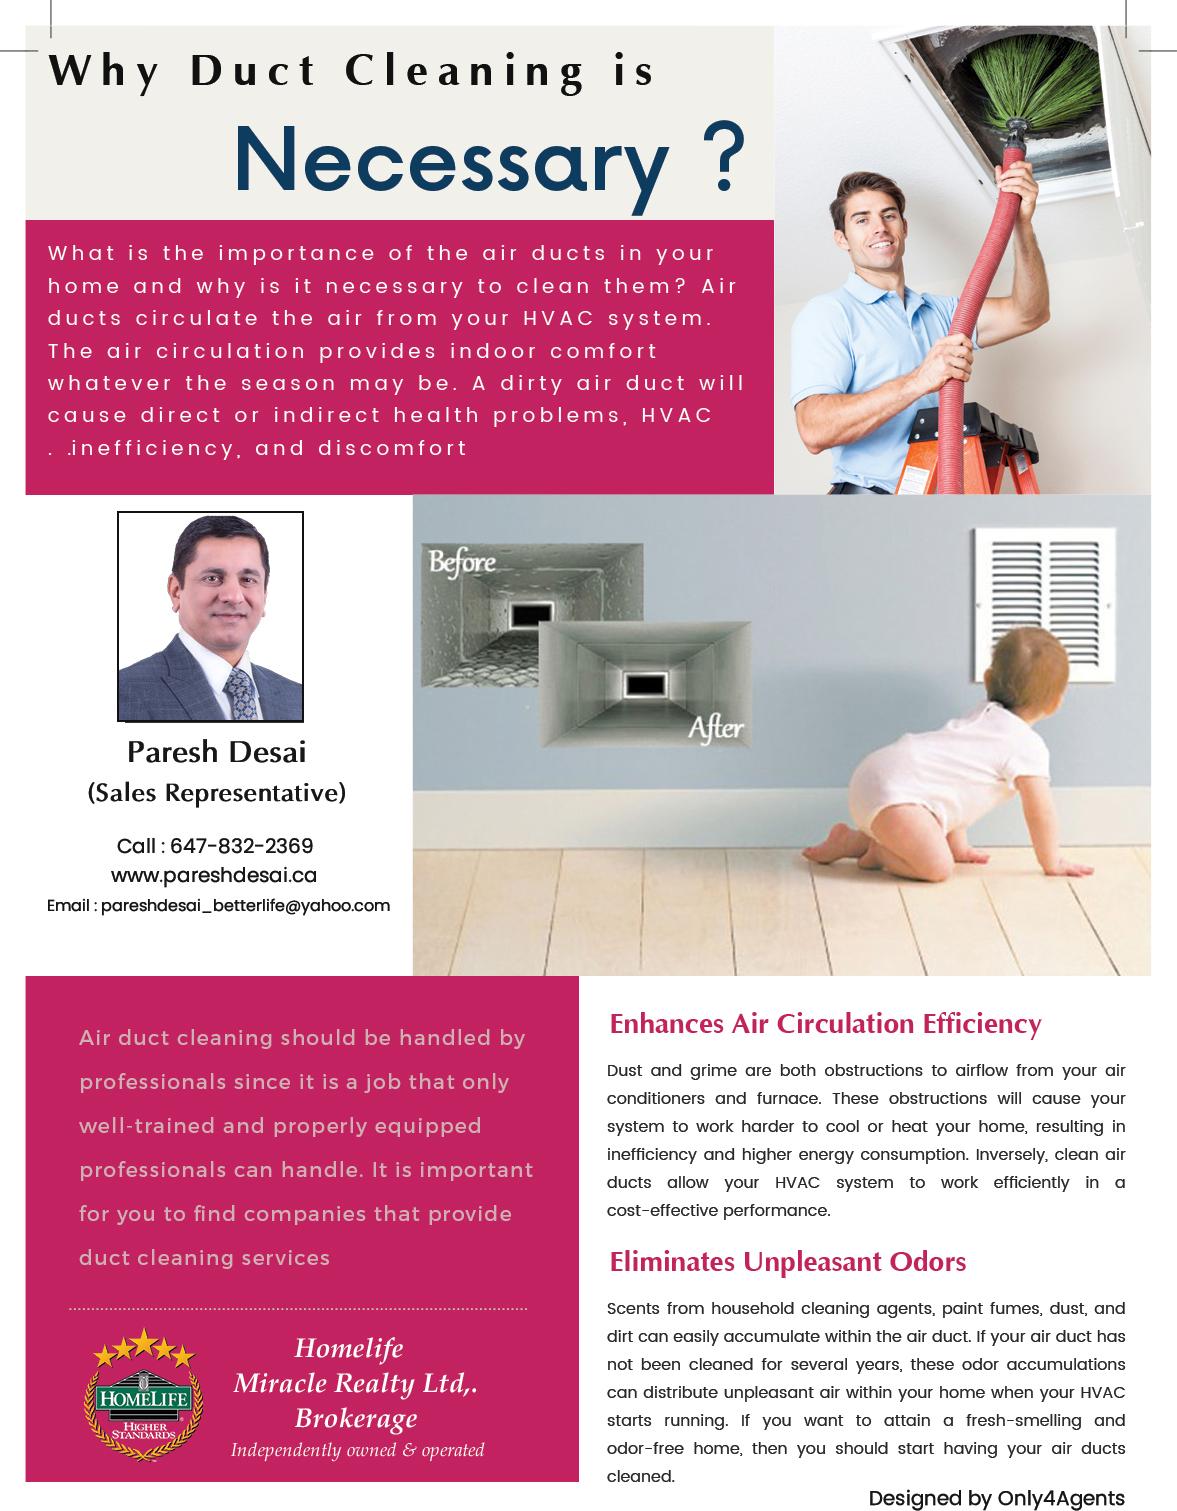 Why Duct Cleaning is
Necessary ?
What is the importance of the air ducts in your
home and why is it necessary to clean them? Air
ducts circulate the air from your HVAC system.
The air circulation provides indoor comfort
whatever the season may be. A dirty air duct will
cause direct or indirect health problems, HVAC
. .inefficiency, and discomfort
Before
After
Paresh Desai
(Sales Representative)
Call : 647-832-2369
www.pareshdesai.ca
Email : pareshdesai_betterlife@yahoo.com
Air duct cleaning should be handled by
professionals since it is a job that only
well-trained and properly equipped
professionals can handle. It is important
for you to find companies that provide
duct cleaning services
HOMELIFE
HIGHER
STANDARDS
Homelife
Miracle Realty Ltd,.
Brokerage
Independently owned & operated
Enhances Air Circulation Efficiency
Dust and grime are both obstructions to airflow from your air
conditioners and furnace. These obstructions will cause your
system to work harder to cool or heat your home, resulting in
inefficiency and higher energy consumption. Inversely, clean air
ducts allow your HVAC system to work efficiently in a
cost-effective performance.
Eliminates Unpleasant Odors
Scents from household cleaning agents, paint fumes, dust, and
dirt can easily accumulate within the air duct. If your air duct has
not been cleaned for several years, these odor accumulations
can distribute unpleasant air within your home when your HVAC
starts running. If you want to attain a fresh-smelling and
odor-free home, then you should start having your air ducts
cleaned.
Designed by Only4Agents